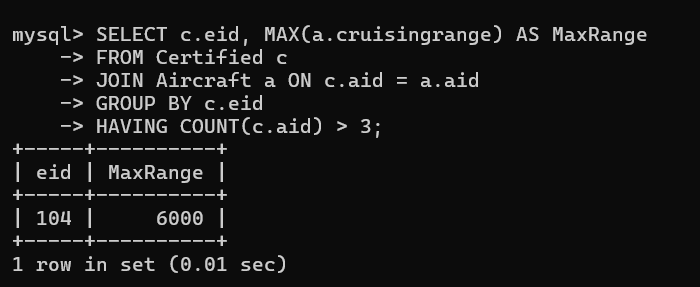 mysql> SELECT c.eid, MAX(a.cruisingrange) AS MaxRange
    -> FROM Certified c
    -> JOIN Aircraft a ON c.aid = a.aid
    -> GROUP BY c.eid
    -> HAVING COUNT(c.aid) > 3;
+-----+----------+
| eid | MaxRange |
+-----+----------+
| 104 |     6000 |
+-----+----------+
1 row in set (0.01 sec)